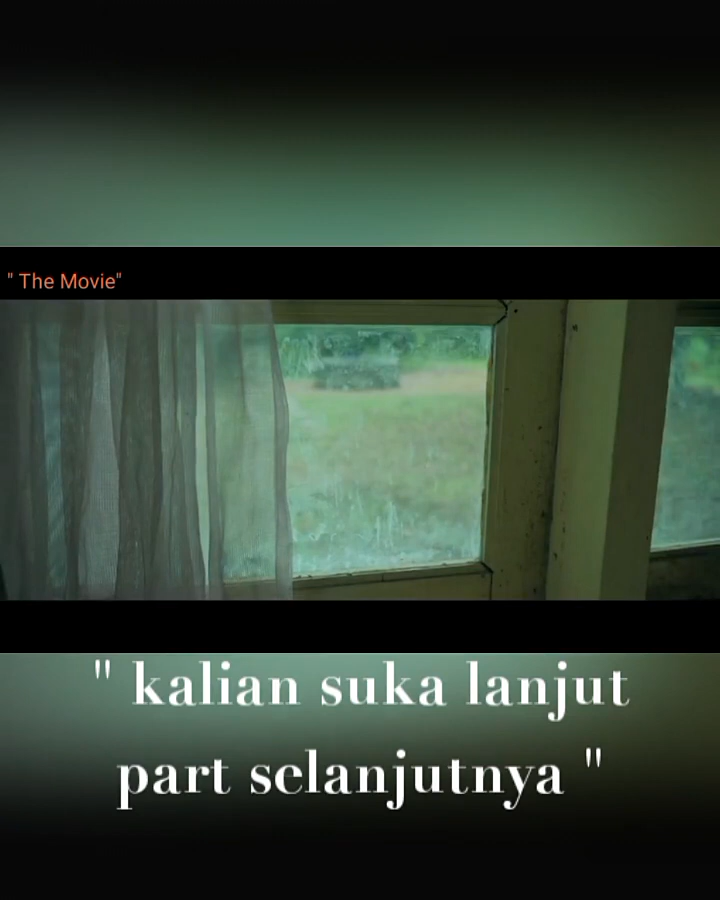 " The Movie"
" kalian suka lanjut
part selanjutnya "